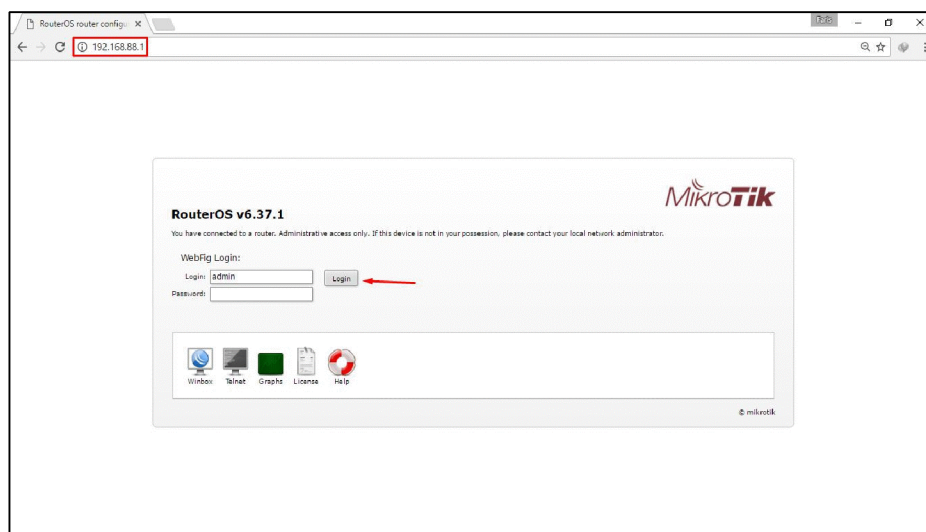 RouterOS router config
192.168.88.1
MikroTik
RouterOS v6.37.1
You have connected to a router. Administrative access only. If this device is not in your possession, please contact your local network administrator.
WebFig Login:
Login: admin Login
Password:
Winbox Telnet Graphs License Help
© mikrotik